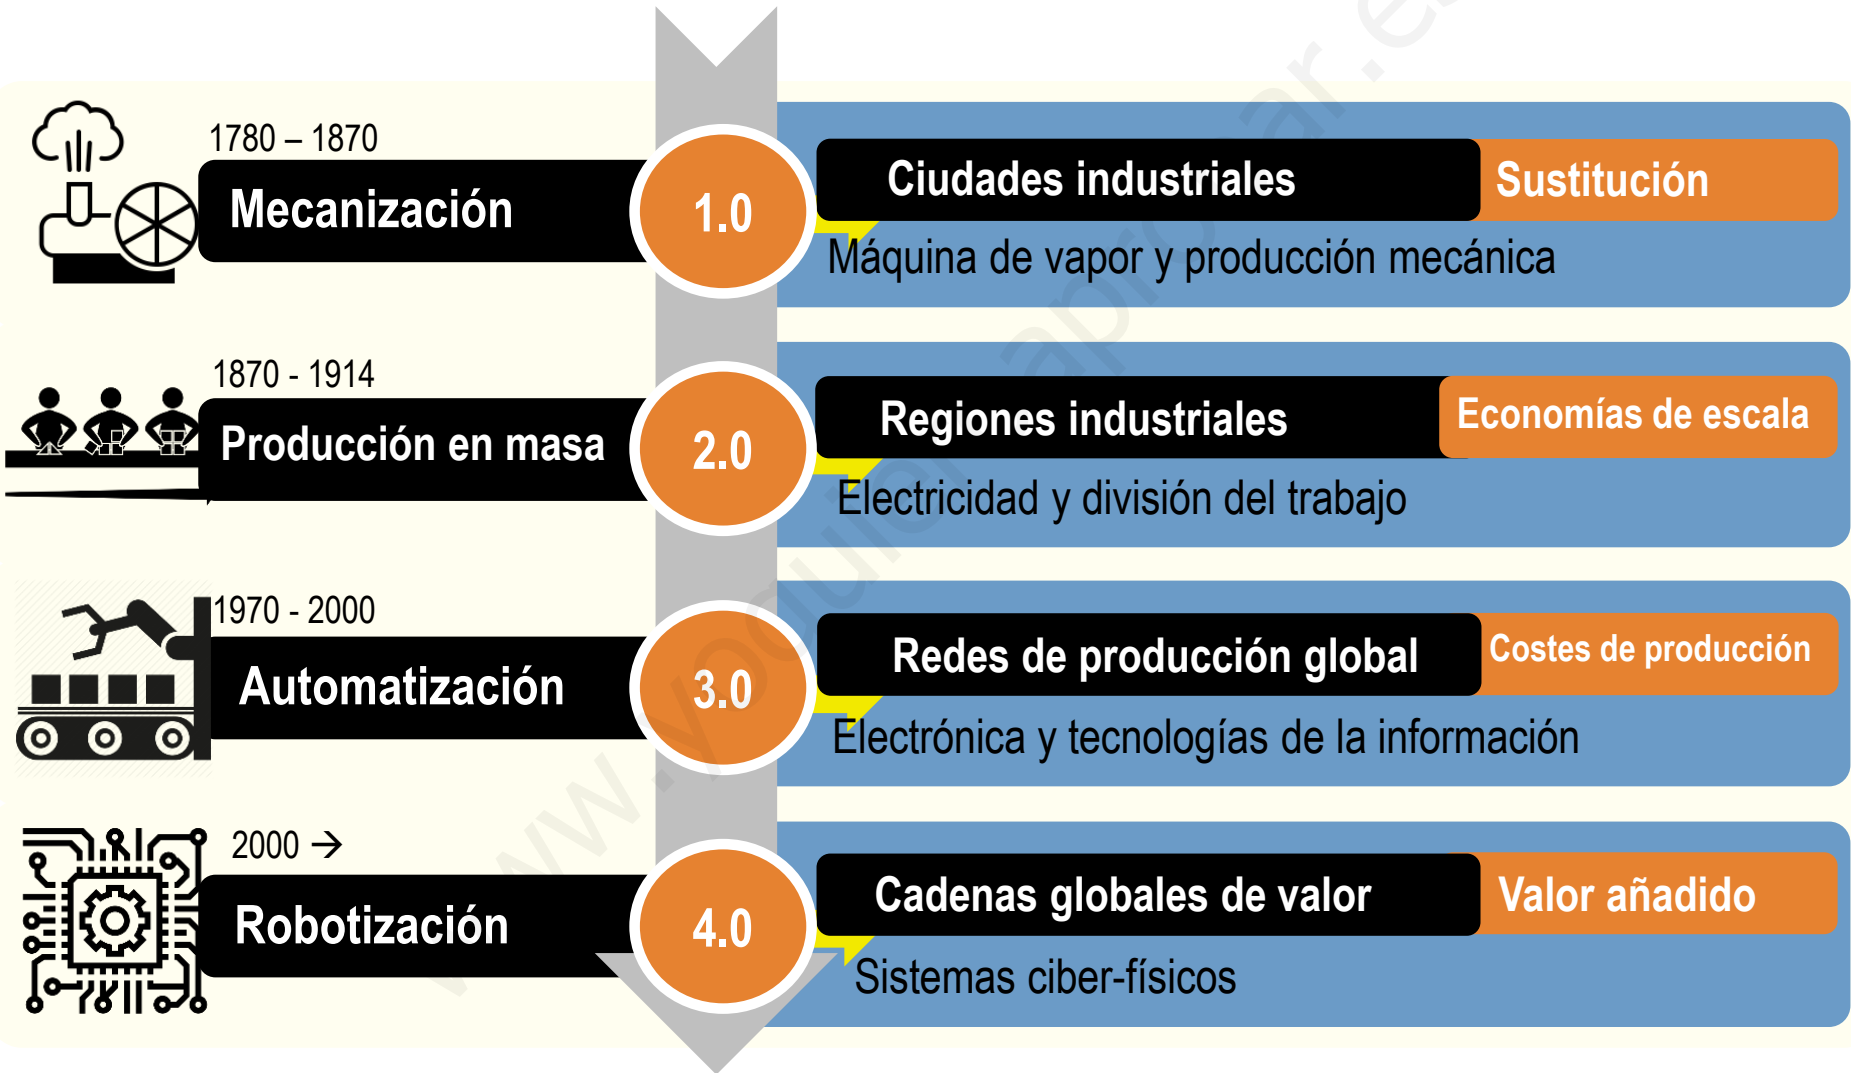 1780 – 1870
Mecanización
1.0
Ciudades industriales
Sustitución
Máquina de vapor y producción mecánica
1870 - 1914
Producción en masa
2.0
Regiones industriales
Economías de escala
Electricidad y división del trabajo
1970 - 2000
Automatización
3.0
Redes de producción global
Costes de producción
Electrónica y tecnologías de la información
2000 →
Robotización
4.0
Cadenas globales de valor
Valor añadido
Sistemas ciber-físicos